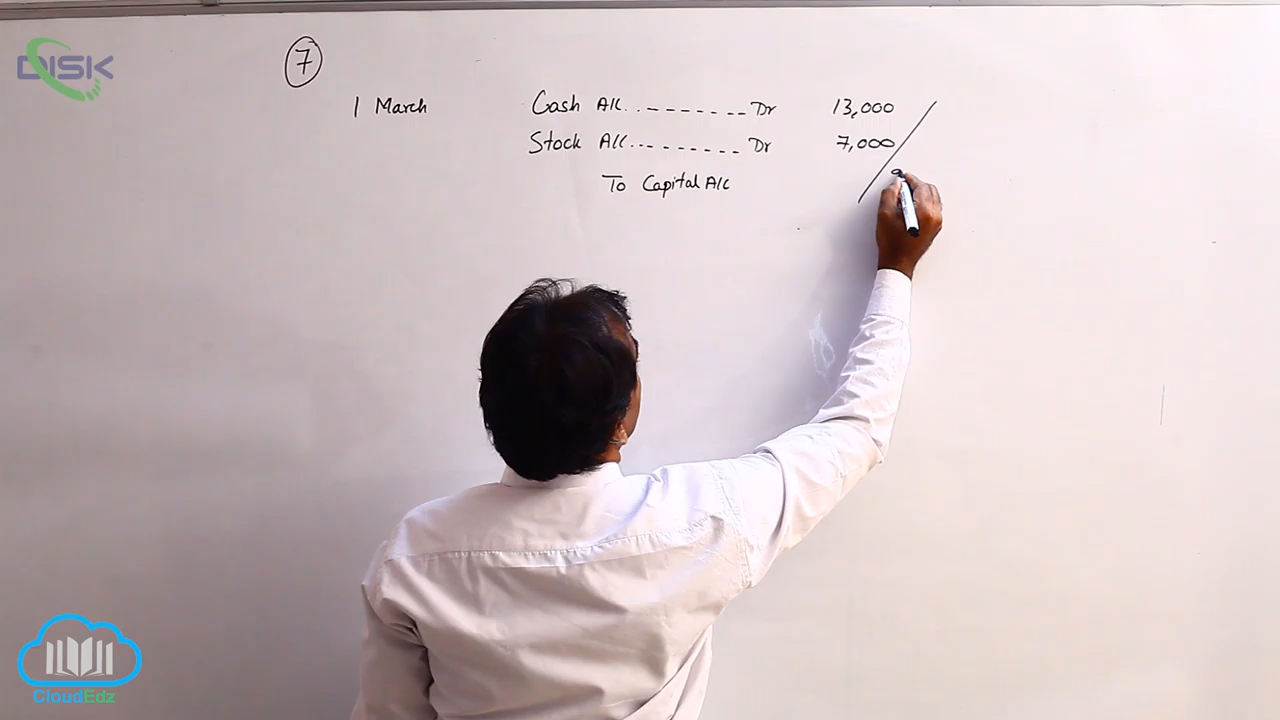 DISK
7
1 March Cash A/c..-------Dr 13,000
Stock A/c..--------Dr 7,000
To Capital A/c
CloudEdz